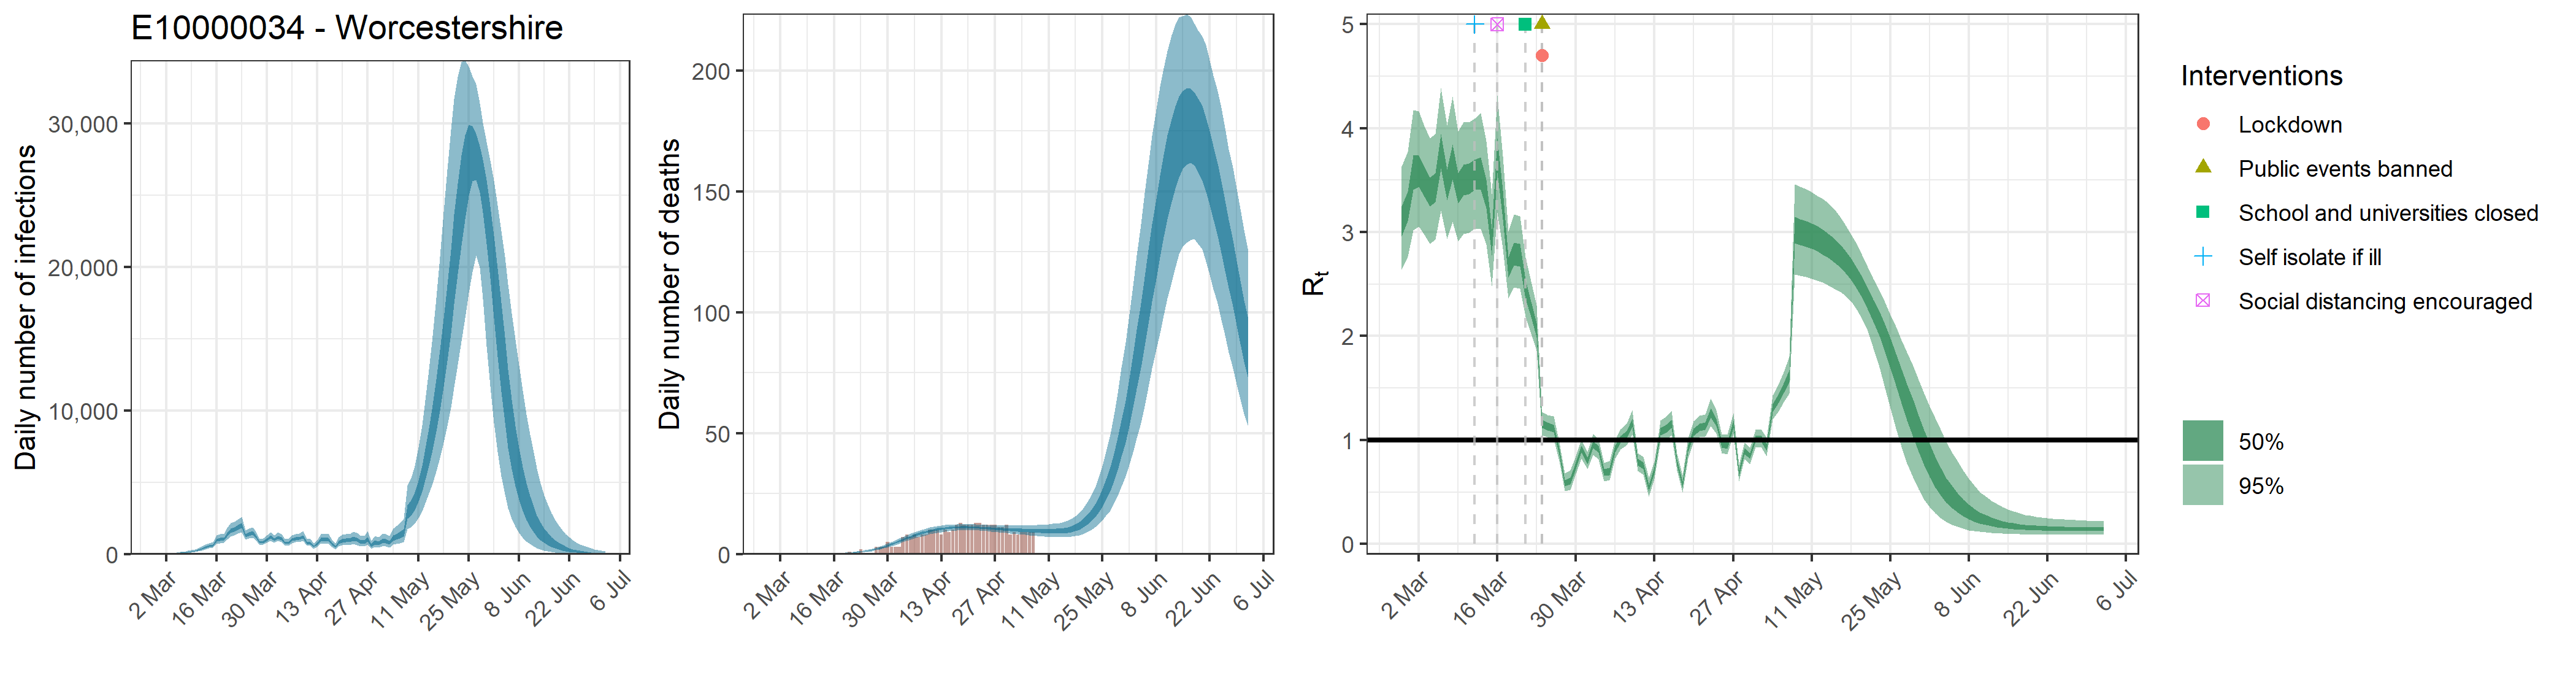 E10000034 - Worcestershire
Daily number of infections
30,000
20,000
10,000
0
2 Mar
16 Mar
30 Mar
13 Apr
27 Apr
11 May
25 May
8 Jun
22 Jun
6 Jul
Daily number of deaths
200
150
100
50
0
2 Mar
16 Mar
30 Mar
13 Apr
27 Apr
11 May
25 May
8 Jun
22 Jun
6 Jul
Rt
5
4
3
2
1
0
2 Mar
16 Mar
30 Mar
13 Apr
27 Apr
11 May
25 May
8 Jun
22 Jun
6 Jul
Interventions
Lockdown
Public events banned
School and universities closed
Self isolate if ill
Social distancing encouraged
50%
95%